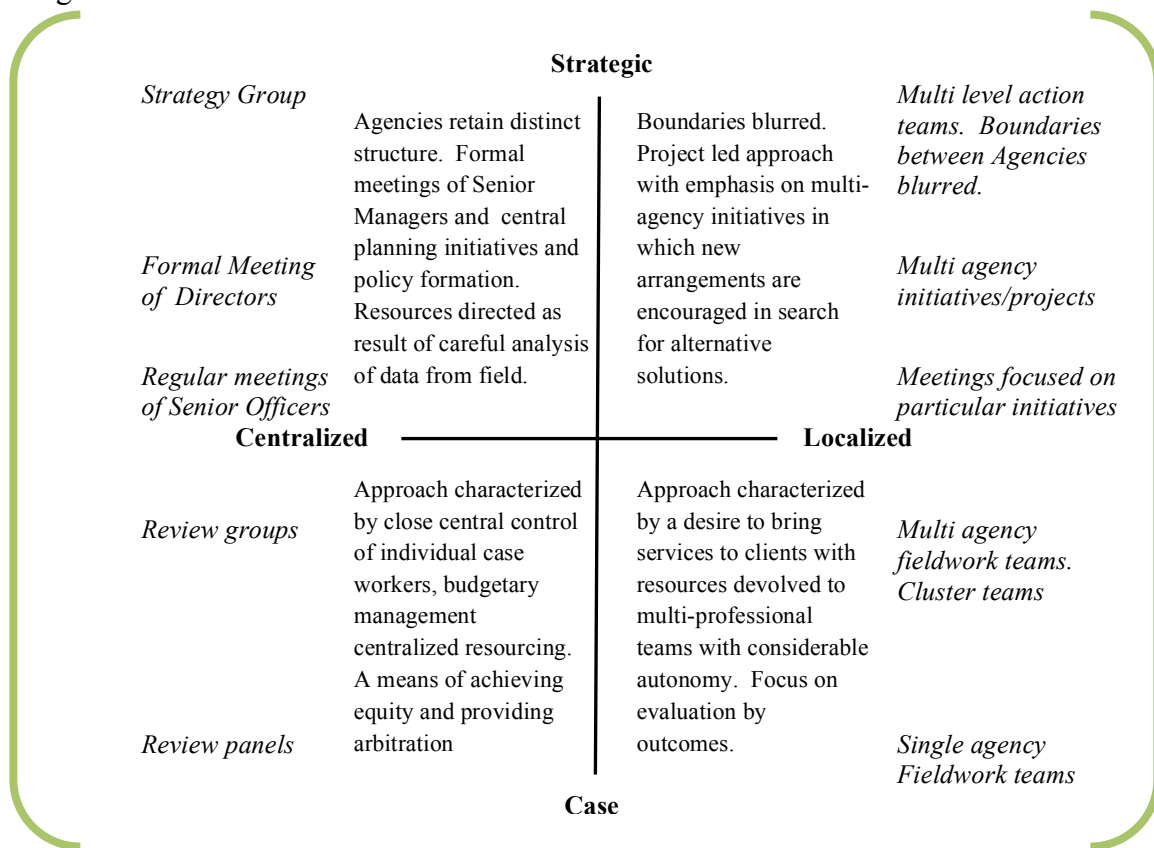 Strategic
Strategy Group
Agencies retain distinct
structure. Formal
meetings of Senior
Managers and central
planning initiatives and
policy formation.
Resources directed as
result of careful analysis
of data from field.
Boundaries blurred.
Project led approach
with emphasis on multi-
agency initiatives in
which new
arrangements are
encouraged in search
for alternative
solutions.
Multi level action
teams. Boundaries
between Agencies
blurred.
Formal Meeting
of Directors
Multi agency
initiatives/projects
Regular meetings
of Senior Officers
Meetings focused on
particular initiatives
Centralized
Localized
Review groups
Approach characterized
by close central control
of individual case
workers, budgetary
management
centralized resourcing.
A means of achieving
equity and providing
arbitration
Approach characterized
by a desire to bring
services to clients with
resources devolved to
multi-professional
teams with considerable
autonomy. Focus on
evaluation by
outcomes.
Multi agency
fieldwork teams.
Cluster teams
Review panels
Single agency
Fieldwork teams
Case